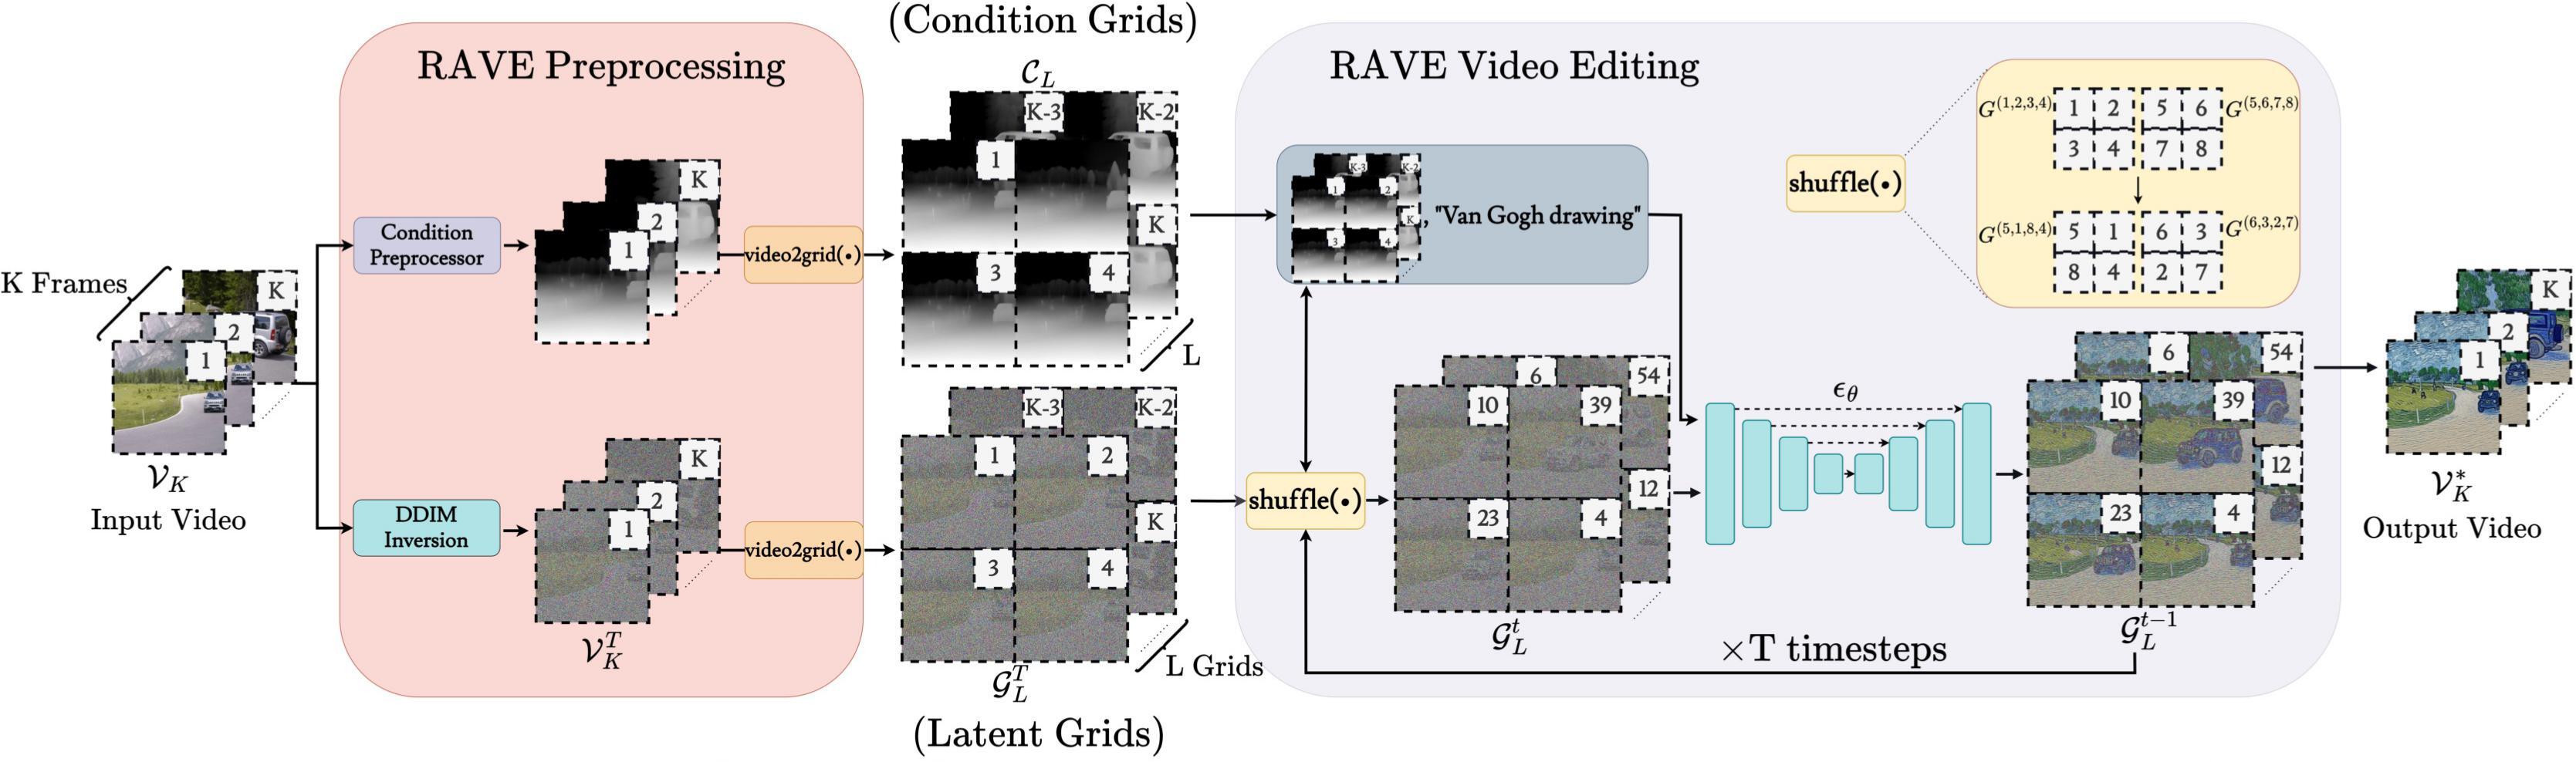 K Frames
K
2
1
$\mathcal{V}_K$
Input Video
RAVE Preprocessing
Condition
Preprocessor
K
2
1
video2grid(•)
DDIM
Inversion
K
2
1
$\mathcal{V}_K^T$
video2grid(•)
(Condition Grids)
$\mathcal{C}_L$
K-3 K-2
1
K
3 4
L
K-3 K-2
1 2
K
3 4
L Grids
$\mathcal{G}_L^T$
(Latent Grids)
RAVE Video Editing
K-3 K-2
1 2
K
3 4
, "Van Gogh drawing"
shuffle(•)
$G^{(1,2,3,4)}$ 1 2 5 6 $G^{(5,6,7,8)}$
3 4 7 8
$G^{(5,1,8,4)}$ 5 1 6 3 $G^{(6,3,2,7)}$
8 4 2 7
shuffle(•)
6 54
10 39
12
23 4
$\mathcal{G}_L^t$
$\epsilon_\theta$
6 54
10 39
12
23 4
$\mathcal{G}_L^{t-1}$
×T timesteps
K
2
1
$\mathcal{V}_K^*$
Output Video